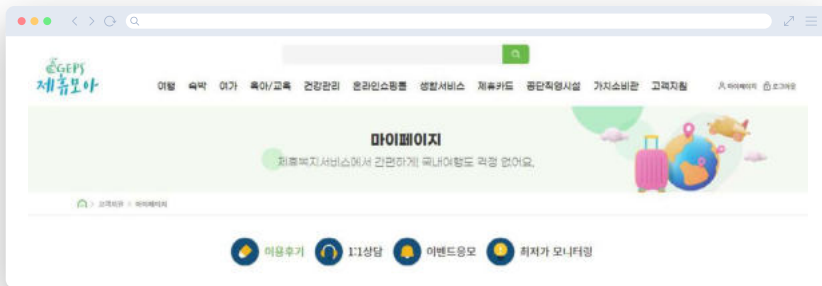 GEPS
제휴모아
여행 숙박 여가 육아/교육 건강관리 온라인쇼핑몰 생활서비스 제휴카드 공단직영시설 가치소비관 고객지원 마이페이지 로그아웃
마이페이지
제휴복지서비스에서 간편하게! 국내여행도 걱정 없어요.
> 고객지원 > 마이페이지
이용후기 1:1상담 이벤트응모 최저가 모니터링